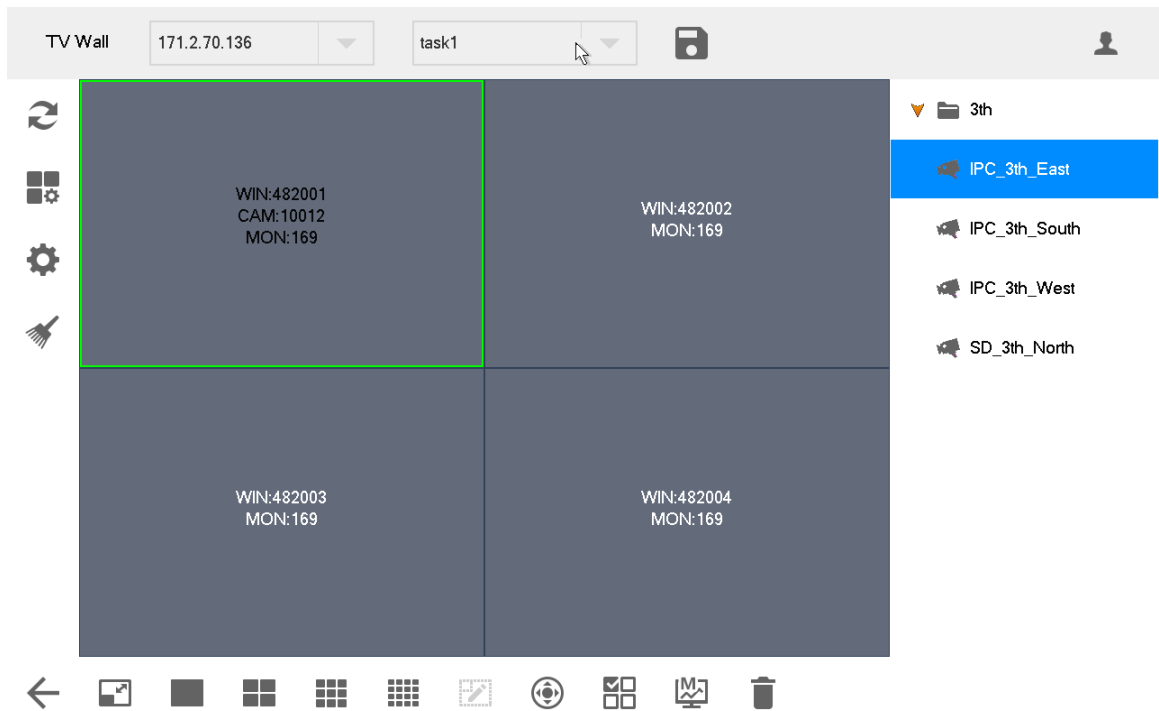 TV Wall
171.2.70.136
task1
3th
IPC_3th_East
IPC_3th_South
IPC_3th_West
SD_3th_North
WIN:482001
CAM:10012
MON:169
WIN:482002
MON:169
WIN:482003
MON:169
WIN:482004
MON:169
M